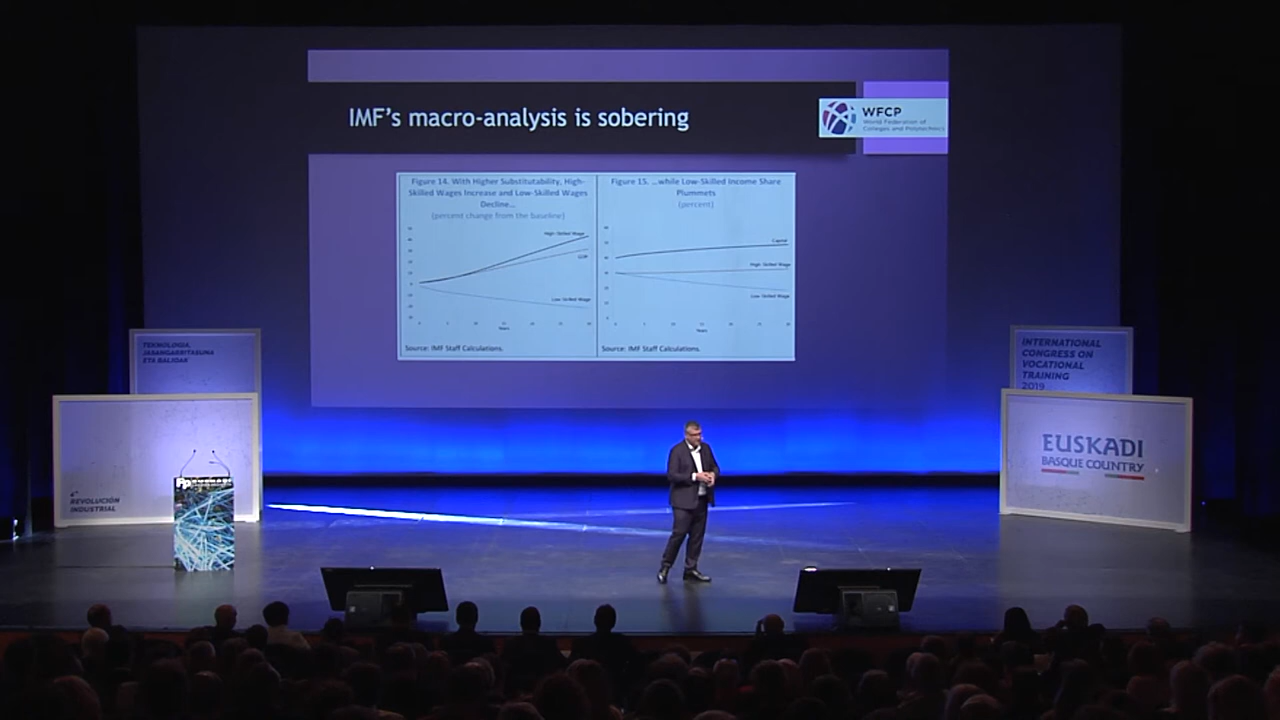 IMF's macro-analysis is sobering
WFCP
World Federation of
Colleges and Polytechnics
Figure 14. With Higher Substitutability, High-
Skilled Wages Increase and Low-Skilled Wages
Decline...
(percent change from the baseline)
High-Skilled Wage
GDP
Low-Skilled Wage
Years
Source: IMF Staff Calculations.
Figure 15. ...while Low-Skilled Income Share
Plummets
(percent)
Capital
High-Skilled Wage
Low-Skilled Wage
Years
Source: IMF Staff Calculations.
TEKNOLOGIA,
JASANGARRITASUNA
ETA BALIOAK
4ª
REVOLUCIÓN
INDUSTRIAL
INTERNATIONAL
CONGRESS ON
VOCATIONAL
TRAINING
2019
EUSKADI
BASQUE COUNTRY